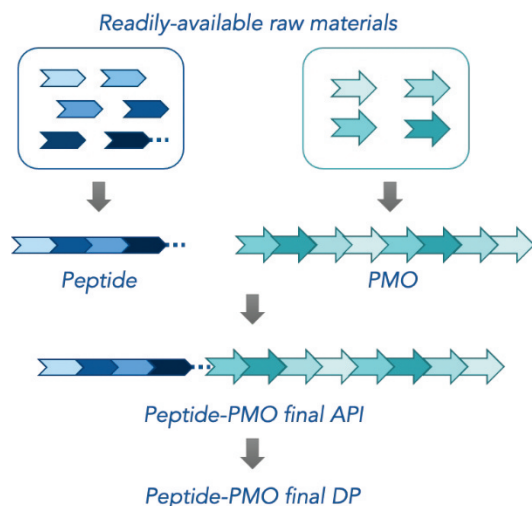 Readily-available raw materials
Peptide
PMO
Peptide-PMO final API
Peptide-PMO final DP